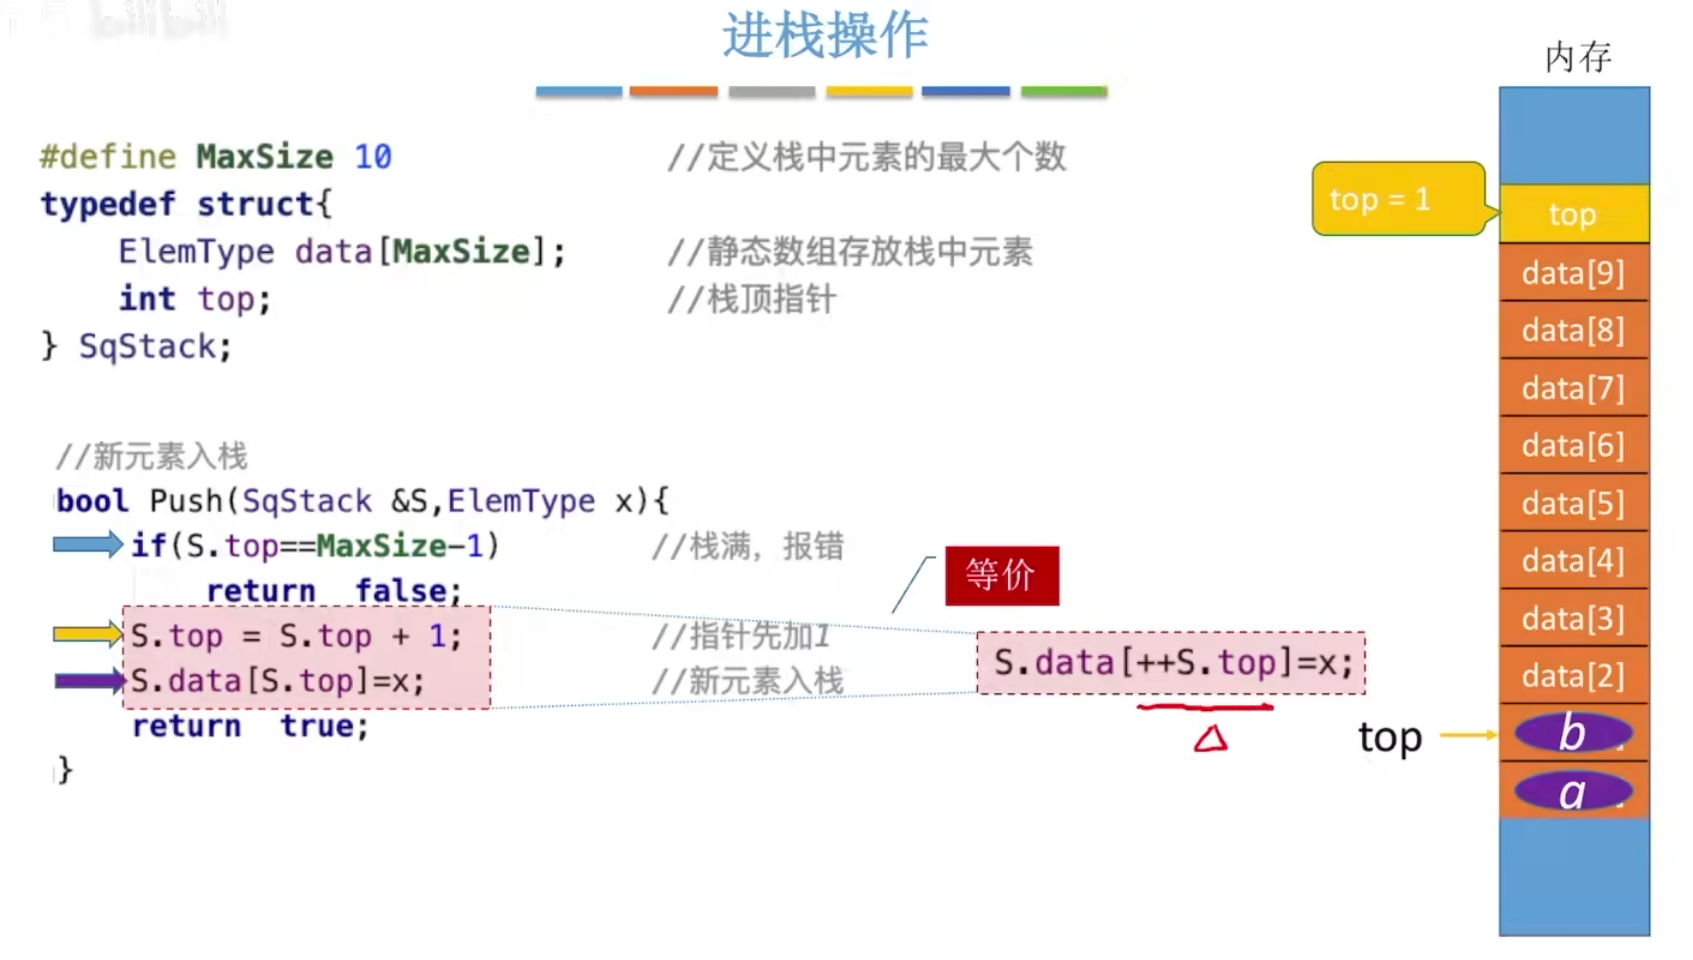 进栈操作
内存
#define MaxSize 10 //定义栈中元素的最大个数
typedef struct{
ElemType data[MaxSize]; //静态数组存放栈中元素
int top; //栈顶指针
} SqStack;
//新元素入栈
bool Push(SqStack &S,ElemType x){
if(S.top==MaxSize-1) //栈满，报错
return false;
S.top = S.top + 1; //指针先加1
S.data[S.top]=x; //新元素入栈
return true;
}
等价
S.data[++S.top]=x;
top = 1
top
data[9]
data[8]
data[7]
data[6]
data[5]
data[4]
data[3]
data[2]
top
b
a